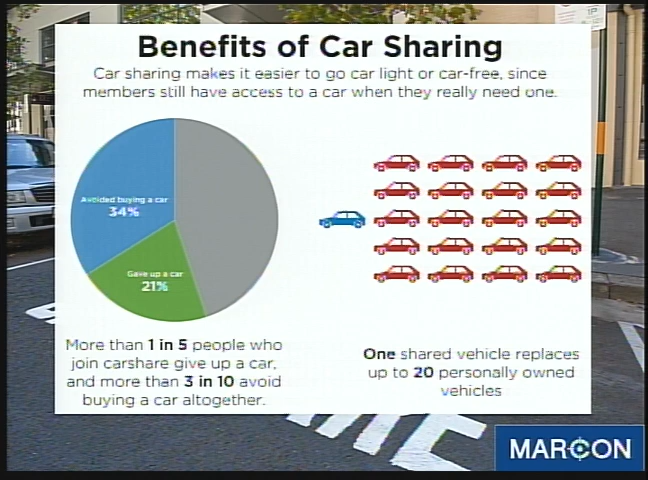 Benefits of Car Sharing
Car sharing makes it easier to go car light or car-free, since
members still have access to a car when they really need one.
Avoided buying a car
34%
Gave up a car
21%
More than 1 in 5 people who
join carshare give up a car,
and more than 3 in 10 avoid
buying a car altogether.
One shared vehicle replaces
up to 20 personally owned
vehicles
MARCON